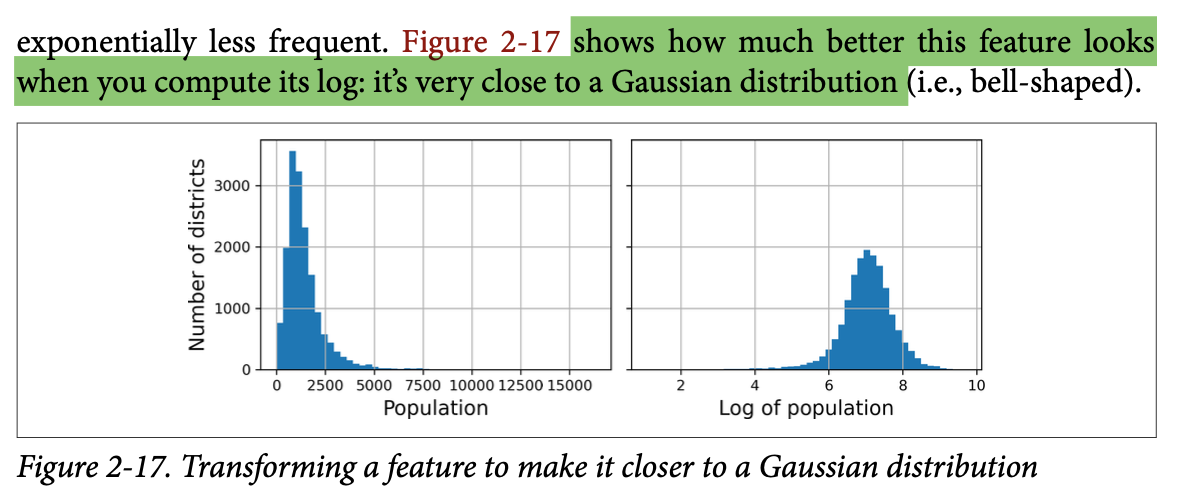 exponentially less frequent. Figure 2-17 shows how much better this feature looks
when you compute its log: it’s very close to a Gaussian distribution (i.e., bell-shaped).
Number of districts
3000
2000
1000
0
0 2500 5000 7500 10000 12500 15000
Population
2 4 6 8 10
Log of population
Figure 2-17. Transforming a feature to make it closer to a Gaussian distribution